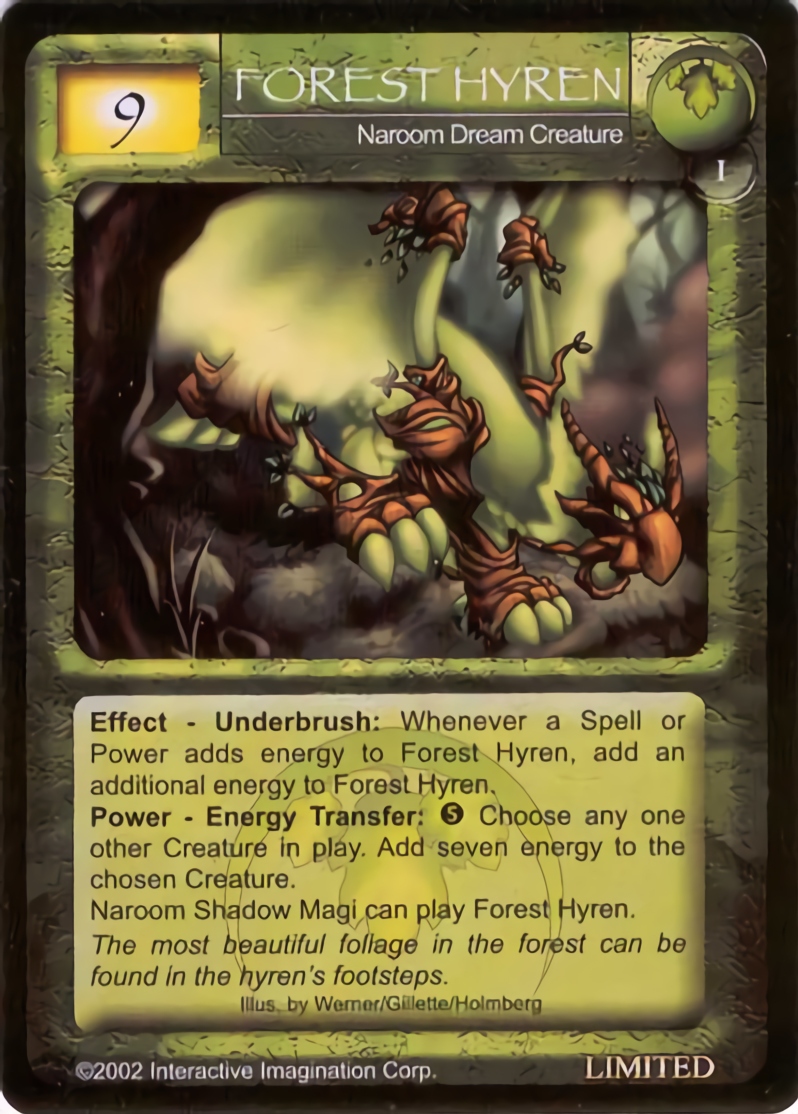 9
FOREST HYREN
Naroom Dream Creature
I
Effect - Underbrush: Whenever a Spell or
Power adds energy to Forest Hyren, add an
additional energy to Forest Hyren.
Power - Energy Transfer: 5 Choose any one
other Creature in play. Add seven energy to the
chosen Creature.
Naroom Shadow Magi can play Forest Hyren.
The most beautiful foliage in the forest can be
found in the hyren's footsteps.
Illus. by Werner/Gillette/Holmberg
©2002 Interactive Imagination Corp.
LIMITED